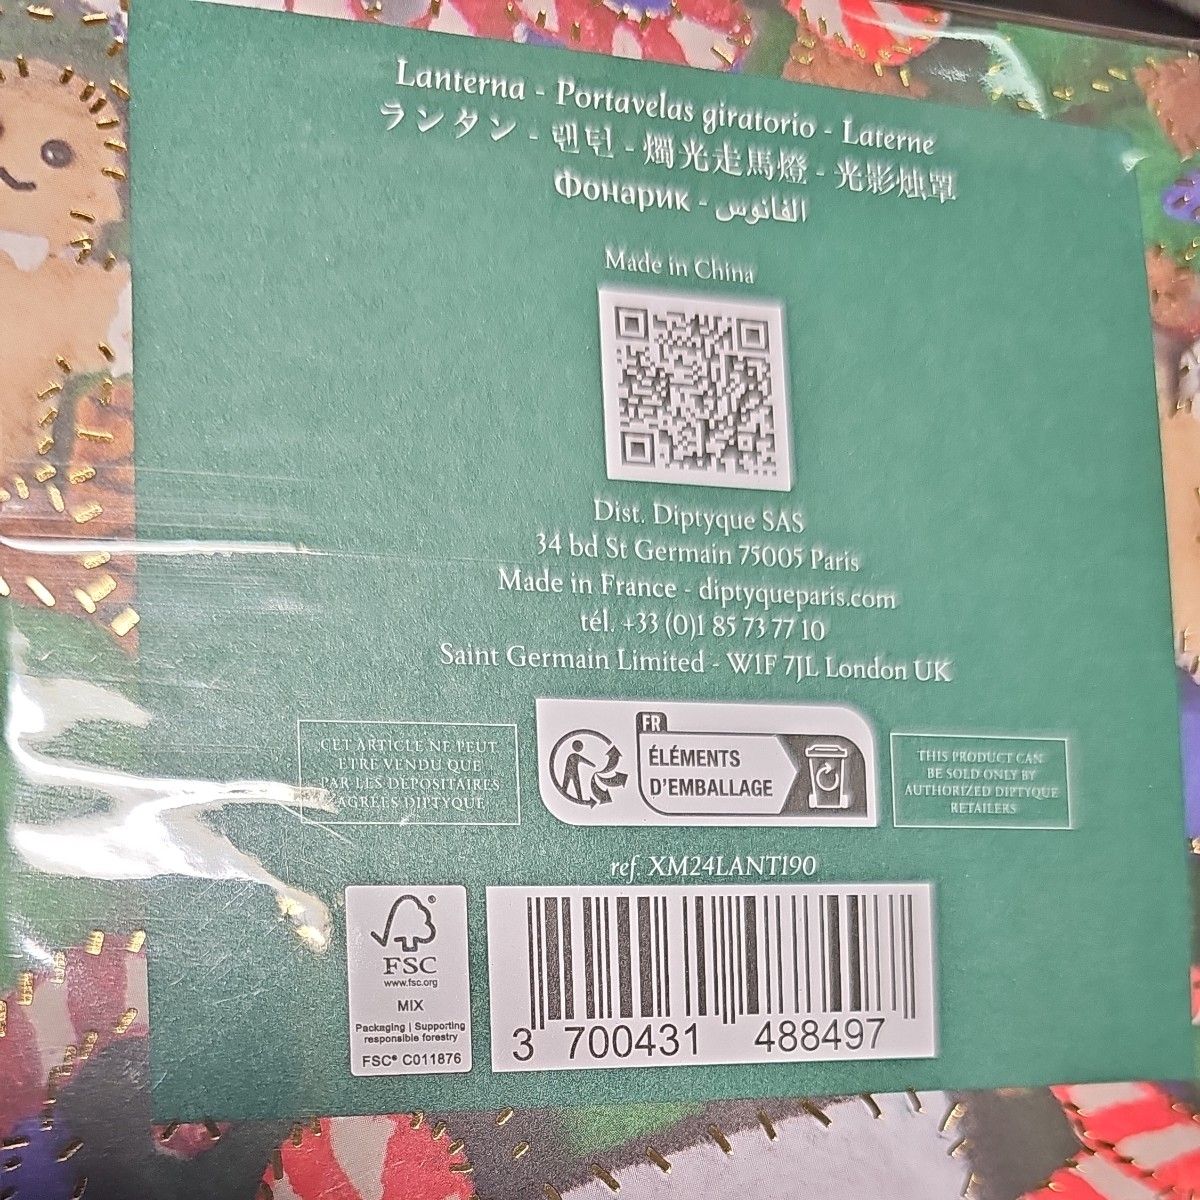 Lanterna - Portavelas giratorio - Laterne
ランタン - 랜턴 - 燭光走馬燈 - 光影烛罩
Фонарик - الفانوس
Made in China
Dist. Diptyque SAS
34 bd St Germain 75005 Paris
Made in France - diptyqueparis.com
tél. +33 (0)1 85 73 77 10
Saint Germain Limited - W1F 7JL London UK
CET ARTICLE NE PEUT
ETRE VENDU QUE
PAR LES DEPOSITAIRES
AGREES DIPTYQUE
FR
ÉLÉMENTS
D'EMBALLAGE
THIS PRODUCT CAN
BE SOLD ONLY BY
AUTHORIZED DIPTYQUE
RETAILERS
ref. XM24LANT190
FSC
www.fsc.org
MIX
Packaging | Supporting
responsible forestry
FSC® C011876
3 700431 488497